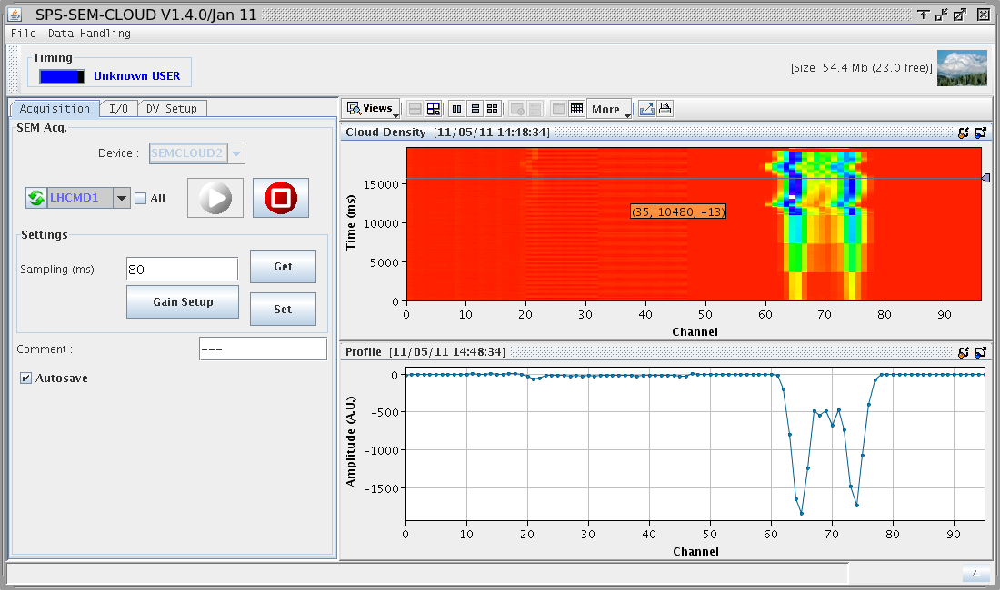 SPS-SEM-CLOUD V1.4.0/Jan 11
File Data Handling
Timing
Unknown USER
[Size 54.4 Mb (23.0 free)]
Acquisition I/O DV Setup
SEM Acq.
Device : SEMCLOUD2
LHCMD1 All
Settings
Sampling (ms) 80 Get
Gain Setup Set
Comment : ---
Autosave
Views More
Cloud Density [11/05/11 14:48:34]
Time (ms)
15000
10000
5000
0
(35, 10480, -13)
0 10 20 30 40 50 60 70 80 90
Channel
Profile [11/05/11 14:48:34]
Amplitude (A.U.)
0
-500
-1000
-1500
0 10 20 30 40 50 60 70 80 90
Channel